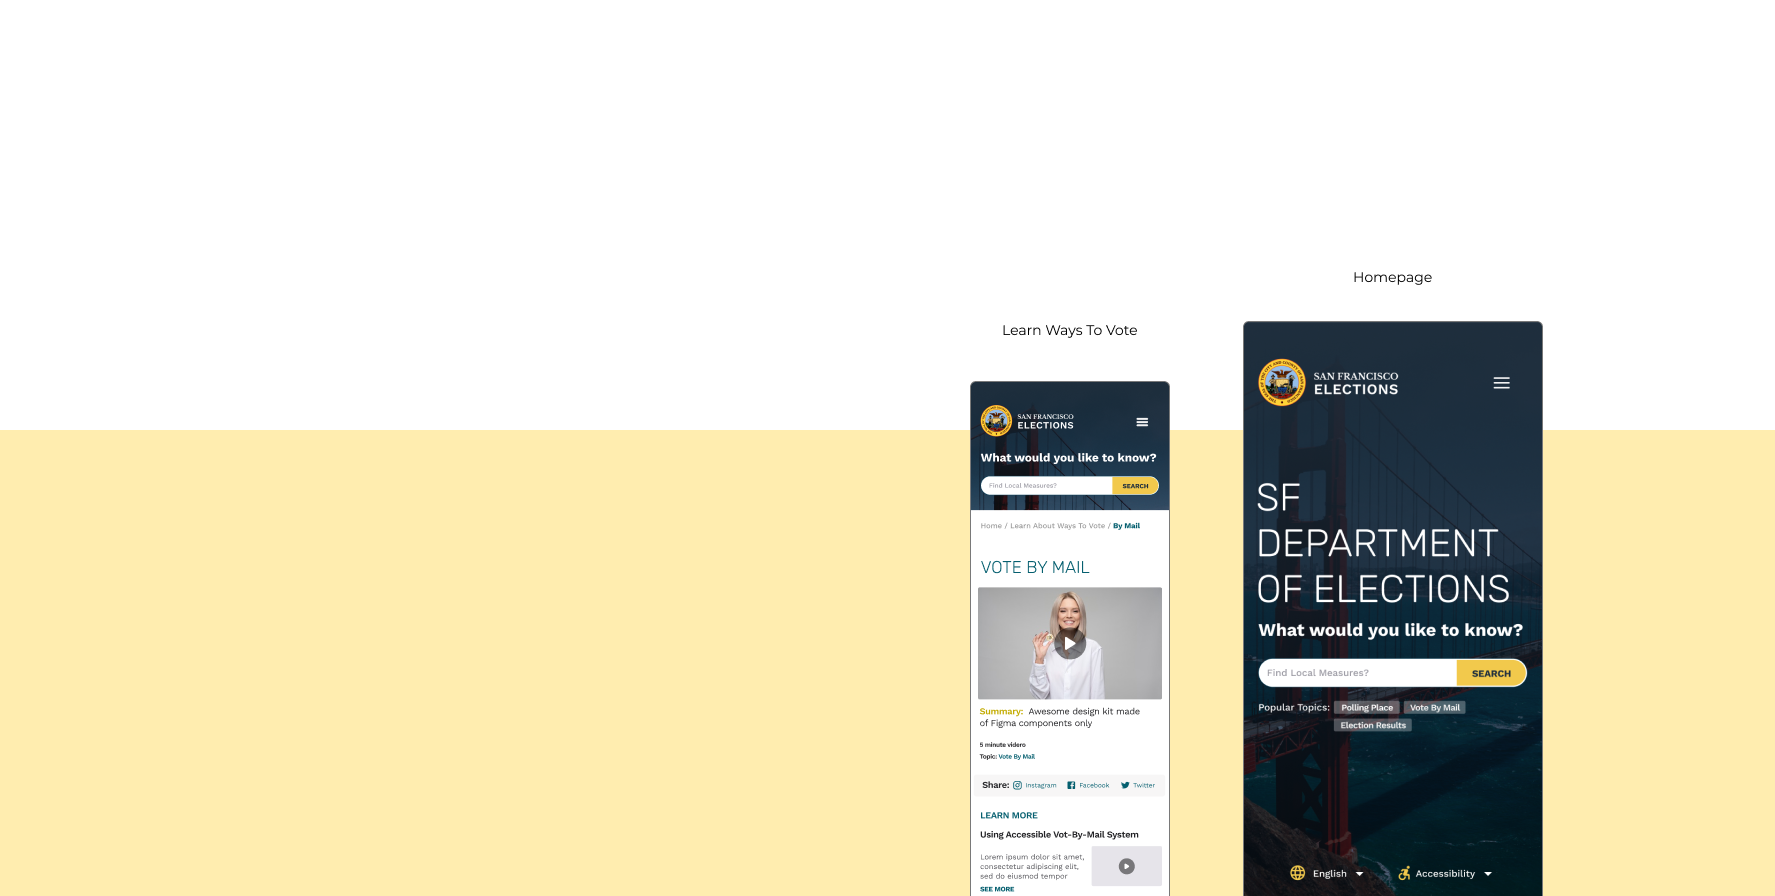 Homepage
Learn Ways To Vote
SAN FRANCISCO
ELECTIONS
What would you like to know?
Find Local Measures?
SEARCH
Home / Learn About Ways To Vote / By Mail
VOTE BY MAIL
Summary: Awesome design kit made
of Figma components only
5 minute videro
Topic: Vote By Mail
Share: Instagram Facebook Twitter
LEARN MORE
Using Accessible Vot-By-Mail System
Lorem ipsum dolor sit amet,
consectetur adipiscing elit,
sed do eiusmod tempor
SEE MORE
SAN FRANCISCO
ELECTIONS
SF
DEPARTMENT
OF ELECTIONS
What would you like to know?
Find Local Measures?
SEARCH
Popular Topics: Polling Place Vote By Mail
Election Results
English
Accessibility